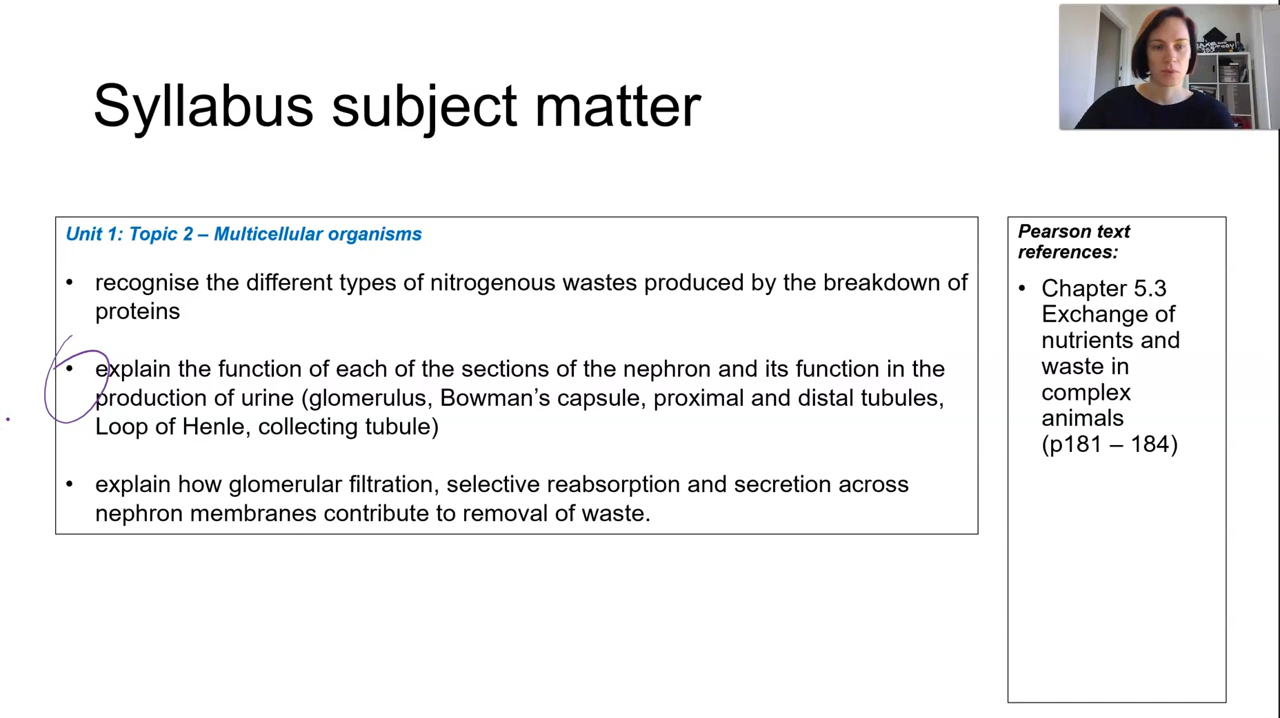 Syllabus subject matter
Unit 1: Topic 2 – Multicellular organisms
• recognise the different types of nitrogenous wastes produced by the breakdown of
proteins
• explain the function of each of the sections of the nephron and its function in the
production of urine (glomerulus, Bowman’s capsule, proximal and distal tubules,
Loop of Henle, collecting tubule)
• explain how glomerular filtration, selective reabsorption and secretion across
nephron membranes contribute to removal of waste.
Pearson text
references:
• Chapter 5.3
Exchange of
nutrients and
waste in
complex
animals
(p181 – 184)